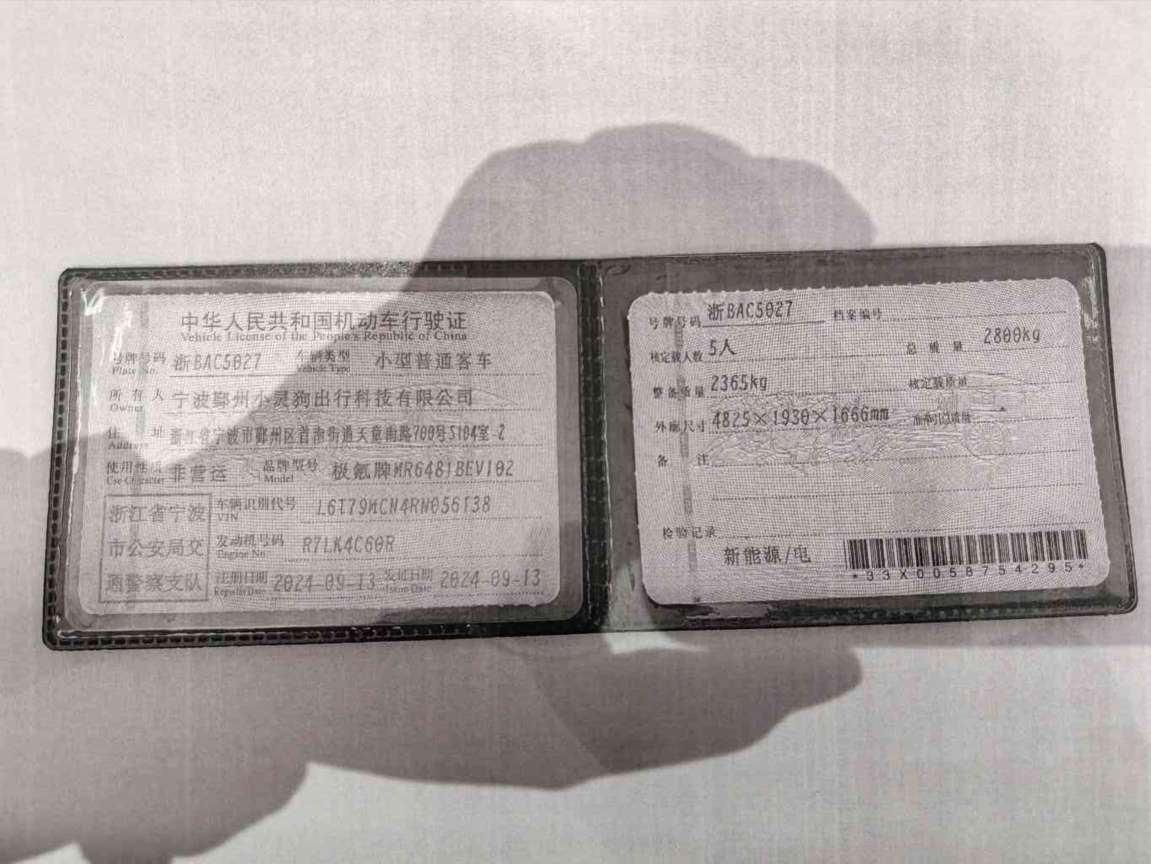 中华人民共和国机动车行驶证
Vehicle License of the People's Republic of China
号牌号码 浙BAC5027 车辆类型 小型普通客车
Plate No. Vehicle Type
所有人 宁波鄞州小灵狗出行科技有限公司
Owner
住址 浙江省宁波市鄞州区首南街道天童南路700号5104室-2
Address
使用性质 非营运 品牌型号 极氪牌MR6481BEV102
Use Character Model
浙江省宁波
市公安局交
通警察支队
车辆识别代号 L6T79MCN4RN056138
VIN
发动机号码 R7LK4C60R
Engine No.
注册日期 2024-09-13 发证日期 2024-09-13
Register Date Issue Date
号牌号码 浙BAC5027 档案编号
核定载人数 5人 总质量 2800kg
整备质量 2365kg 核定载质量
外廓尺寸 4825×1930×1666mm 准牵引总质量
备注
检验记录
新能源/电
*33X0058754295*